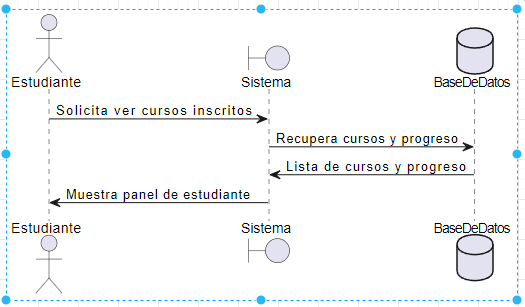 Estudiante Sistema BaseDeDatos
Solicita ver cursos inscritos
Recupera cursos y progreso
Lista de cursos y progreso
Muestra panel de estudiante
Estudiante Sistema BaseDeDatos